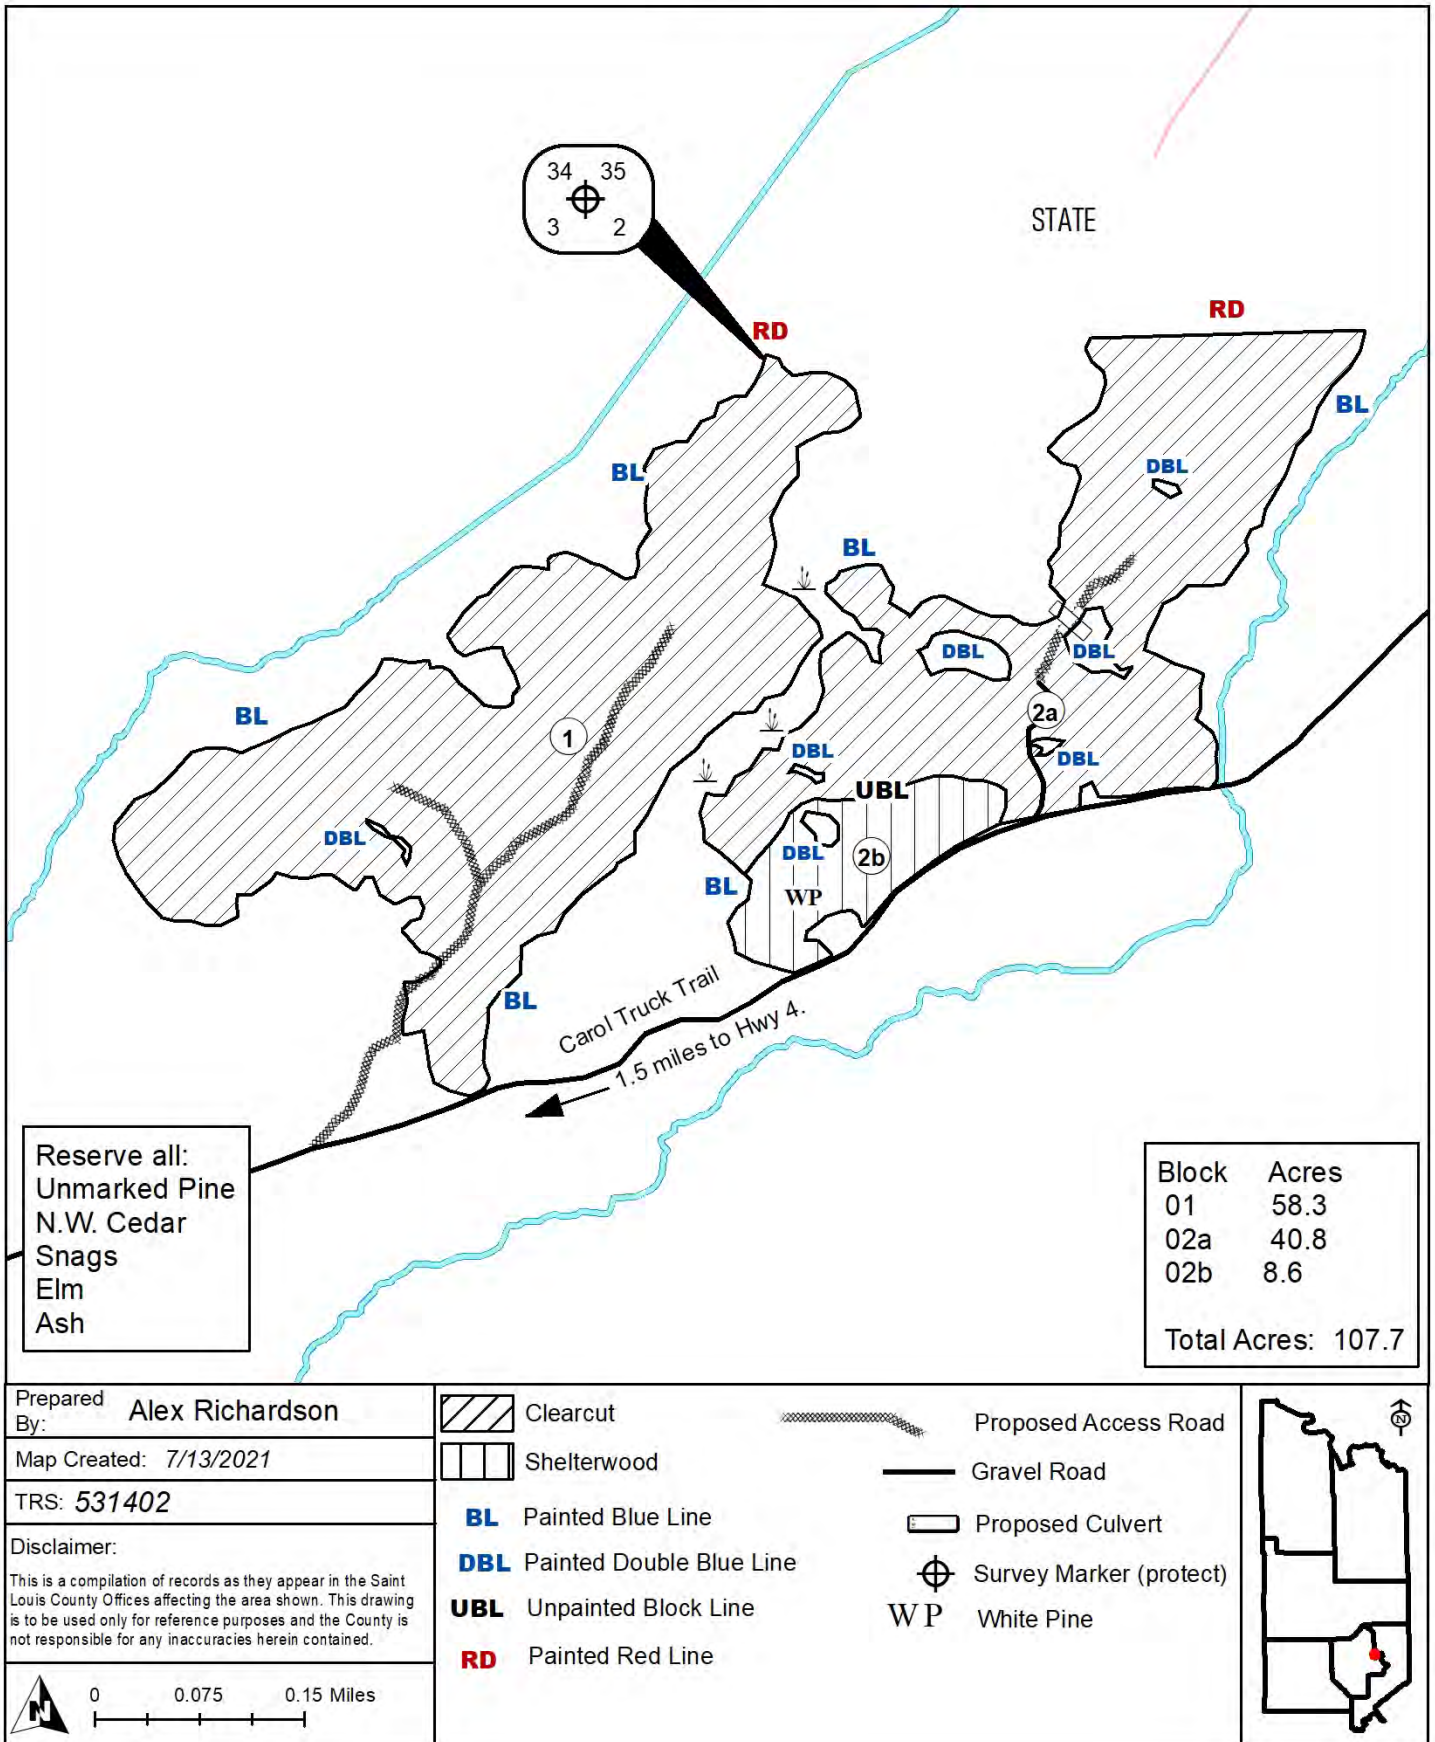 34 35
3 2
STATE
RD
RD
BL
BL
DBL
BL
DBL
DBL
2a
BL
1
DBL
DBL
UBL
DBL
DBL
2b
BL
WP
BL
Carol Truck Trail
1.5 miles to Hwy 4.
Reserve all:
Unmarked Pine
N.W. Cedar
Snags
Elm
Ash
Block Acres
01 58.3
02a 40.8
02b 8.6
Total Acres: 107.7
Prepared By: Alex Richardson
Map Created: 7/13/2021
TRS: 531402
Disclaimer:
This is a compilation of records as they appear in the Saint
Louis County Offices affecting the area shown. This drawing
is to be used only for reference purposes and the County is
not responsible for any inaccuracies herein contained.
N
0 0.075 0.15 Miles
Clearcut
Shelterwood
BL Painted Blue Line
DBL Painted Double Blue Line
UBL Unpainted Block Line
RD Painted Red Line
Proposed Access Road
Gravel Road
Proposed Culvert
Survey Marker (protect)
WP White Pine
N